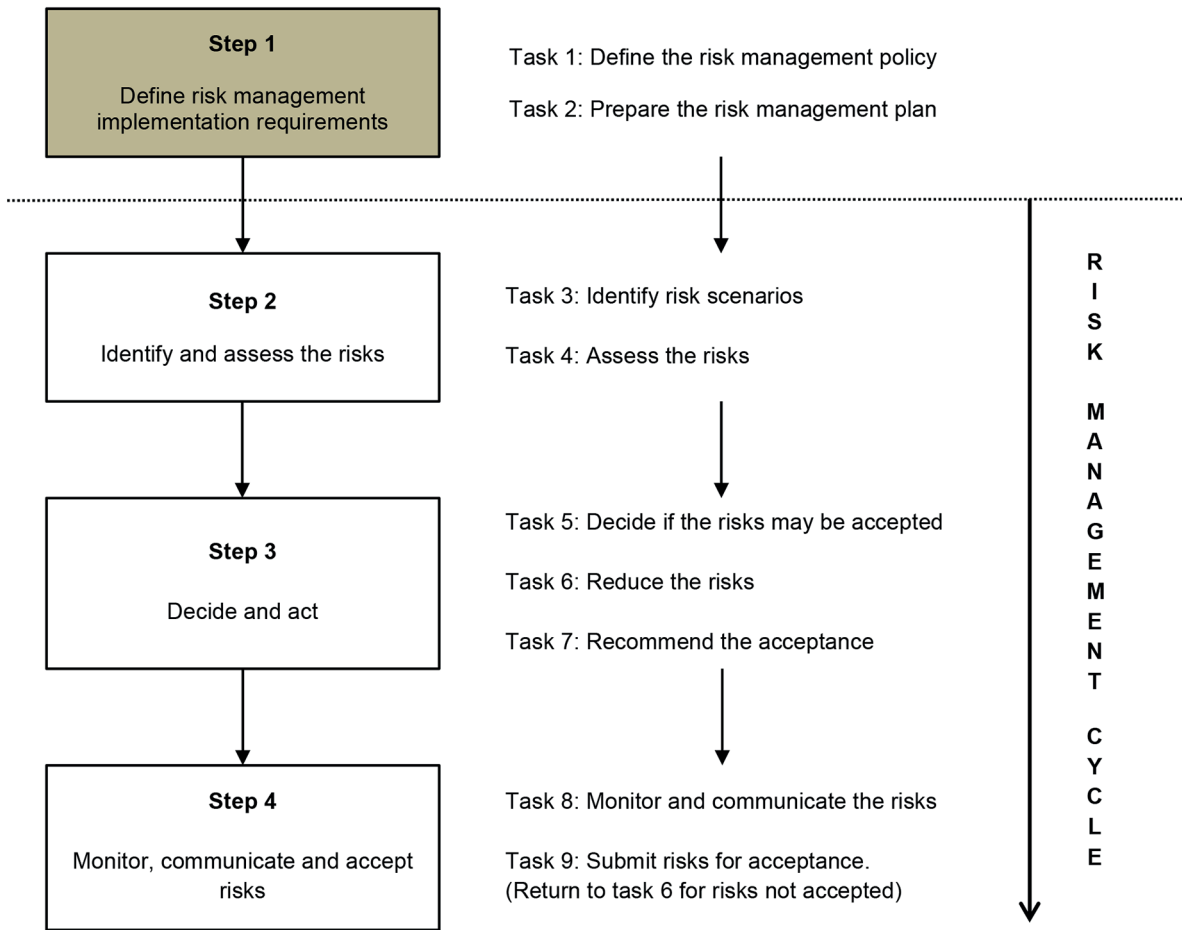 Step 1
Define risk management
implementation requirements
Task 1: Define the risk management policy
Task 2: Prepare the risk management plan
Step 2
Identify and assess the risks
Task 3: Identify risk scenarios
Task 4: Assess the risks
Step 3
Decide and act
Task 5: Decide if the risks may be accepted
Task 6: Reduce the risks
Task 7: Recommend the acceptance
Step 4
Monitor, communicate and accept
risks
Task 8: Monitor and communicate the risks
Task 9: Submit risks for acceptance.
(Return to task 6 for risks not accepted)
RISK MANAGEMENT CYCLE